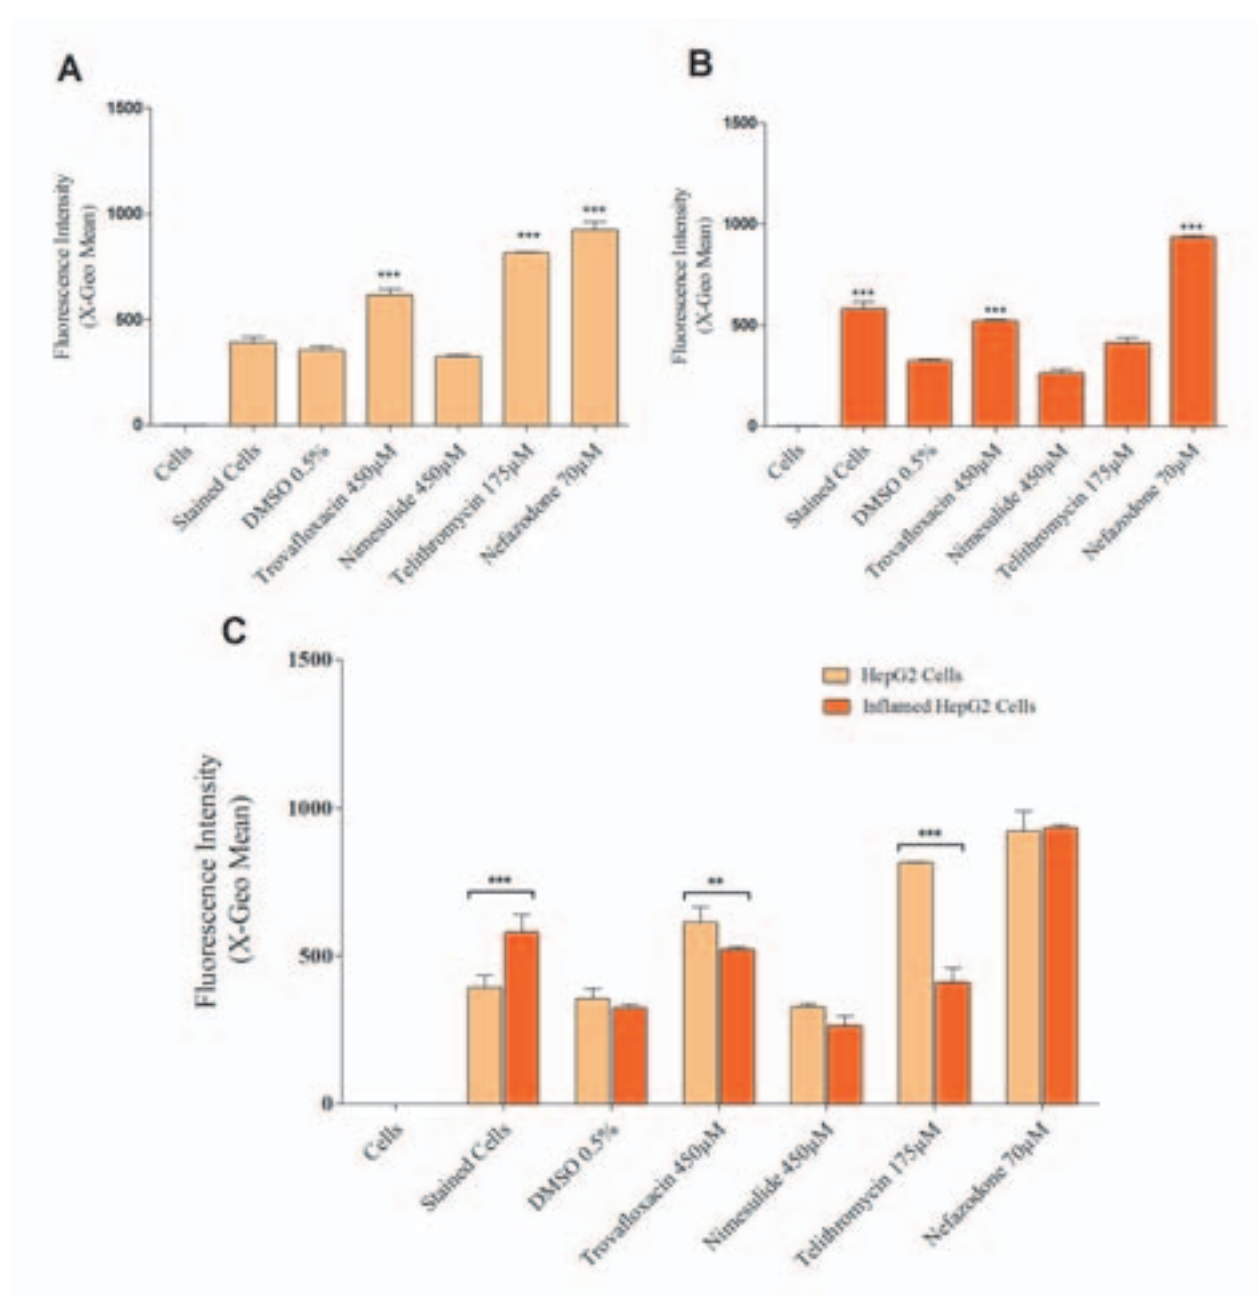 A
1500
1000
500
0
Fluorescence Intensity
(X-Geo Mean)
***
***
***
Cells
Stained Cells
DMSO 0.5%
Trovafloxacin 450µM
Nimesulide 450µM
Telithromycin 175µM
Nefazodone 70µM
B
1500
1000
500
0
Fluorescence Intensity
(X-Geo Mean)
***
***
***
Cells
Stained Cells
DMSO 0.5%
Trovafloxacin 450µM
Nimesulide 450µM
Telithromycin 175µM
Nefazodone 70µM
C
1500
1000
500
0
Fluorescence Intensity
(X-Geo Mean)
HepG2 Cells
Inflamed HepG2 Cells
***
**
***
Cells
Stained Cells
DMSO 0.5%
Trovafloxacin 450µM
Nimesulide 450µM
Telithromycin 175µM
Nefazodone 70µM